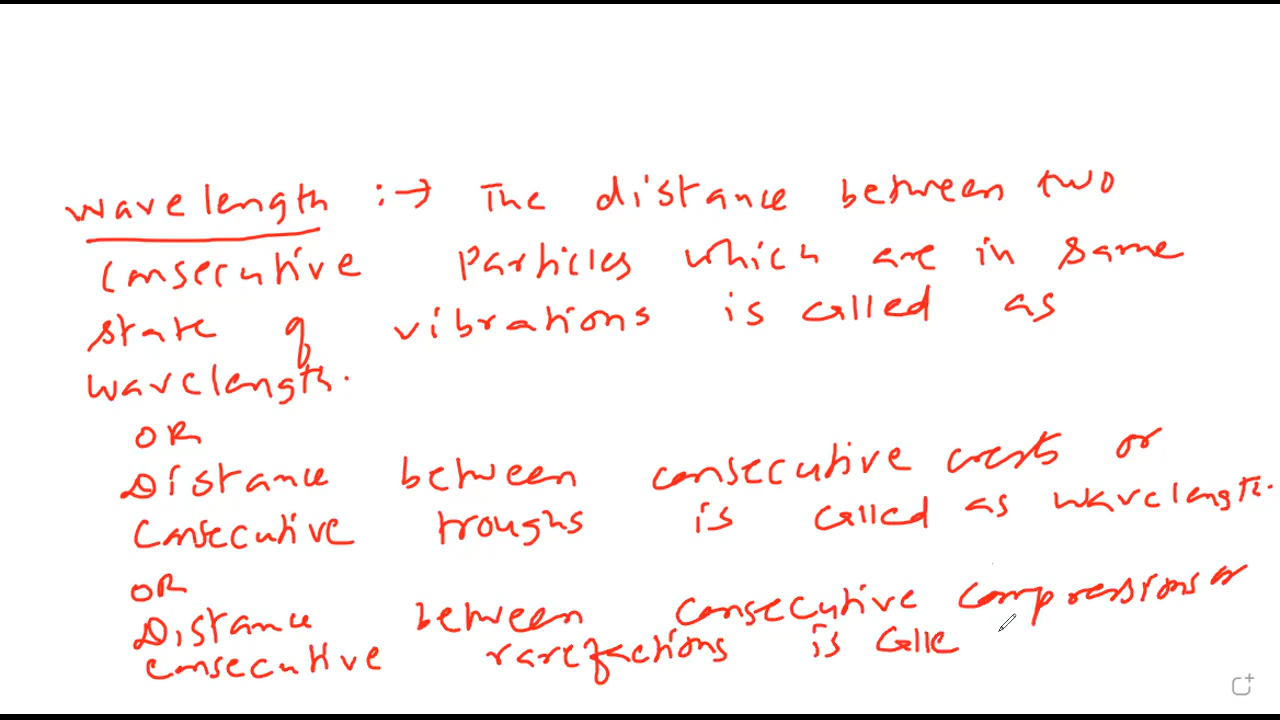 wavelength :→ The distance between two
consecutive particles which are in same
state of vibrations is called as
wavelength.
OR
Distance between consecutive crests or
consecutive troughs is called as wavelength.
OR
Distance between consecutive compressions or
consecutive rarefactions is calle